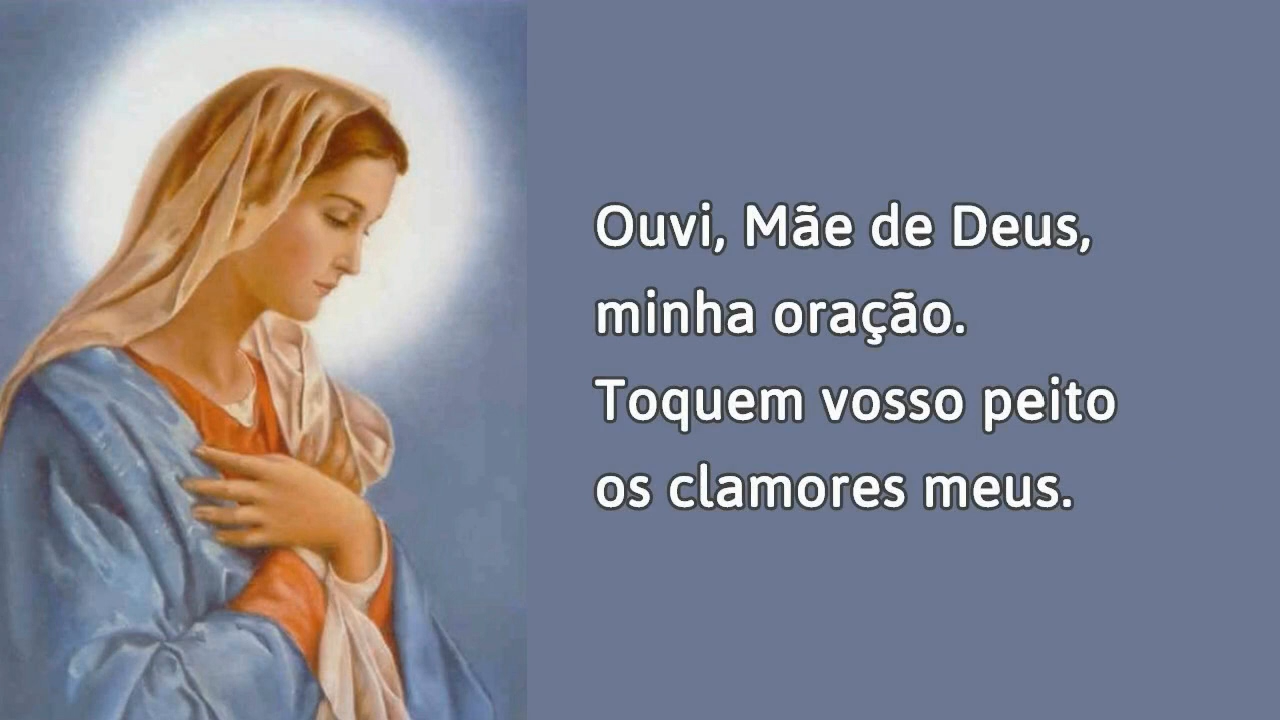 Ouvi, Mãe de Deus,
minha oração.
Toquem vosso peito
os clamores meus.